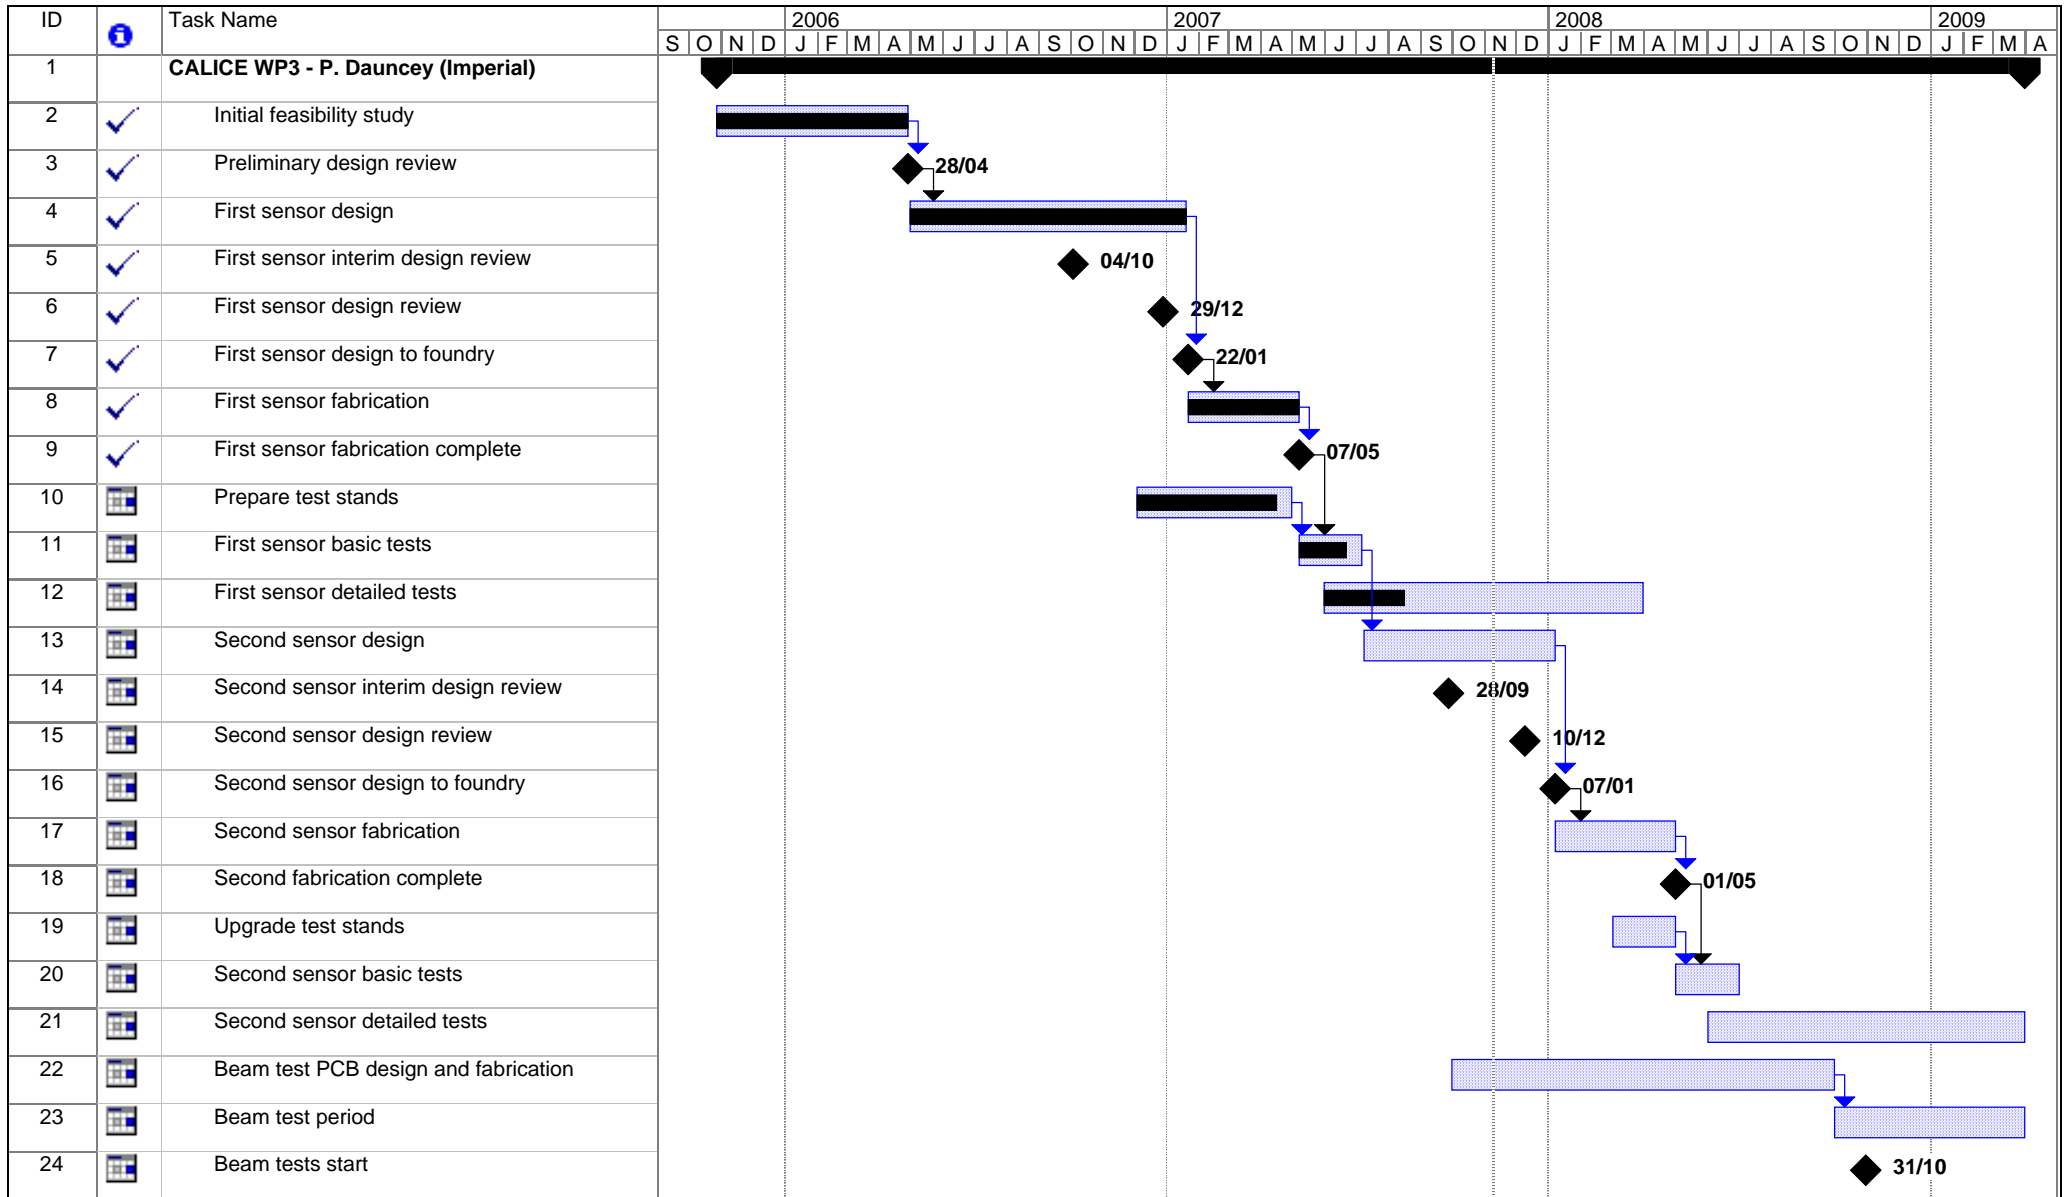 ID Task Name 2006 2007 2008 2009
S O N D J F M A M J J A S O N D J F M A M J J A S O N D J F M A M J J A S O N D J F M A
1 CALICE WP3 - P. Dauncey (Imperial)
2 Initial feasibility study
3 Preliminary design review 28/04
4 First sensor design
5 First sensor interim design review 04/10
6 First sensor design review 29/12
7 First sensor design to foundry 22/01
8 First sensor fabrication
9 First sensor fabrication complete 07/05
10 Prepare test stands
11 First sensor basic tests
12 First sensor detailed tests
13 Second sensor design
14 Second sensor interim design review 28/09
15 Second sensor design review 10/12
16 Second sensor design to foundry 07/01
17 Second sensor fabrication
18 Second fabrication complete 01/05
19 Upgrade test stands
20 Second sensor basic tests
21 Second sensor detailed tests
22 Beam test PCB design and fabrication
23 Beam test period
24 Beam tests start 31/10